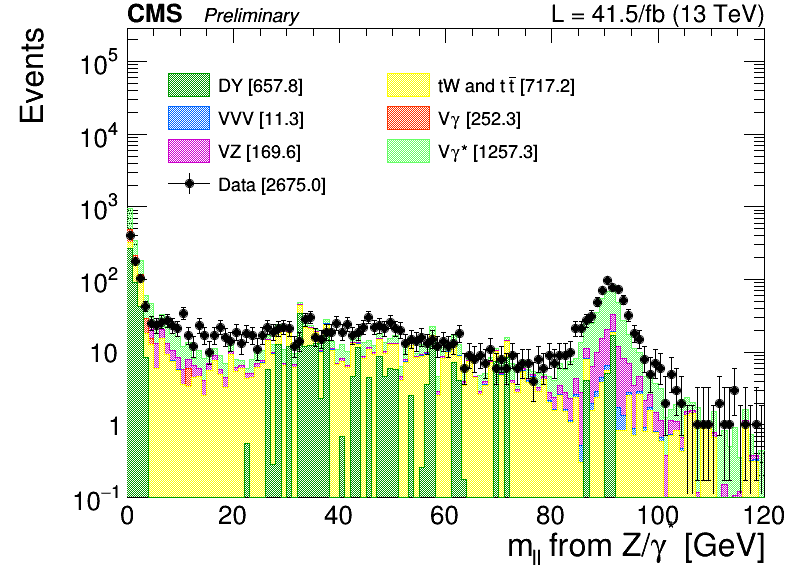 CMS Preliminary L = 41.5/fb (13 TeV)
Events
10⁵
10⁴
10³
10²
10
1
10⁻¹
DY [657.8]
tW and tt̄ [717.2]
VVV [11.3]
Vγ [252.3]
VZ [169.6]
Vγ* [1257.3]
Data [2675.0]
0 20 40 60 80 100 120
m_ll from Z/γ* [GeV]